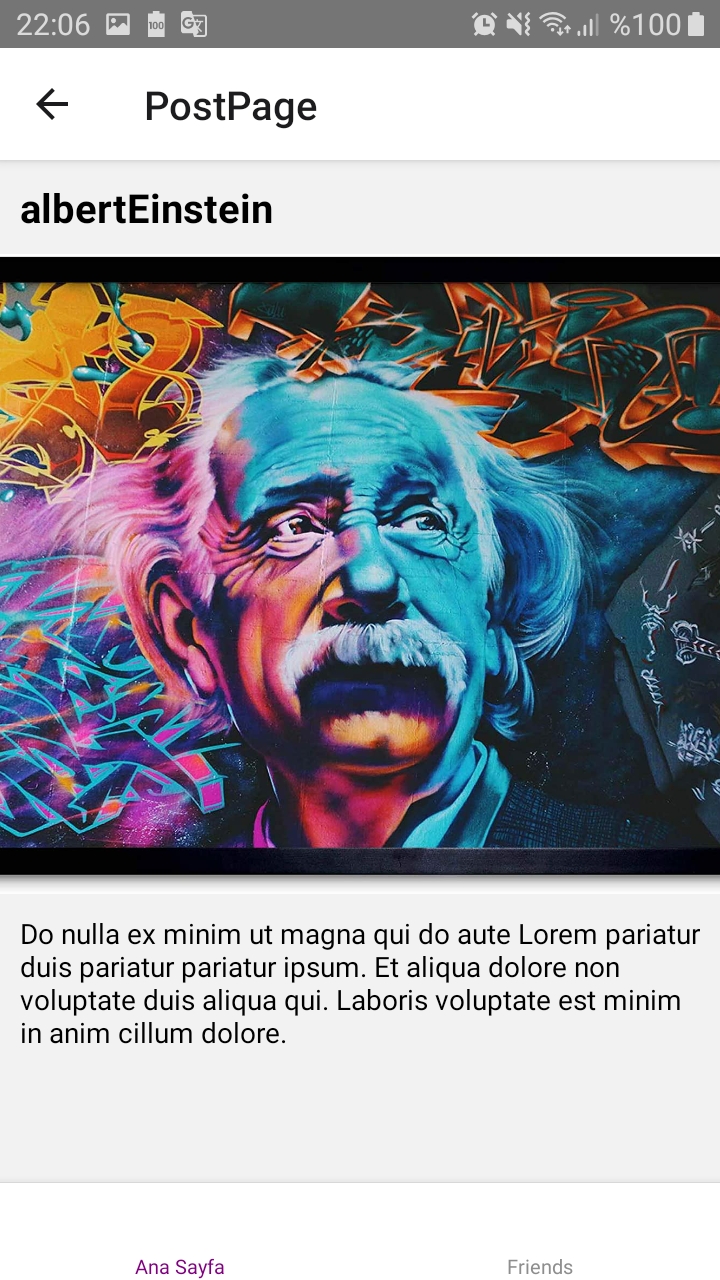 22:06 100 G %100
PostPage
albertEinstein
Do nulla ex minim ut magna qui do aute Lorem pariatur
duis pariatur pariatur ipsum. Et aliqua dolore non
voluptate duis aliqua qui. Laboris voluptate est minim
in anim cillum dolore.
Ana Sayfa Friends